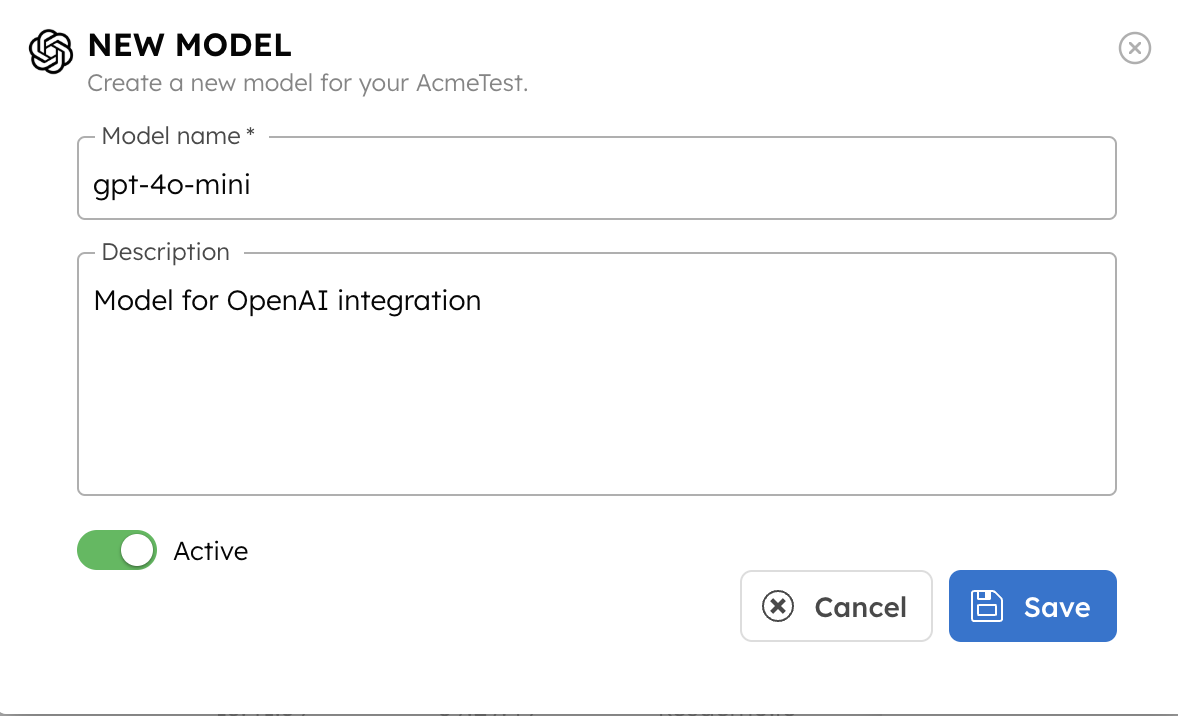 NEW MODEL
Create a new model for your AcmeTest.
Model name *
gpt-4o-mini
Description
Model for OpenAI integration
Active
Cancel
Save